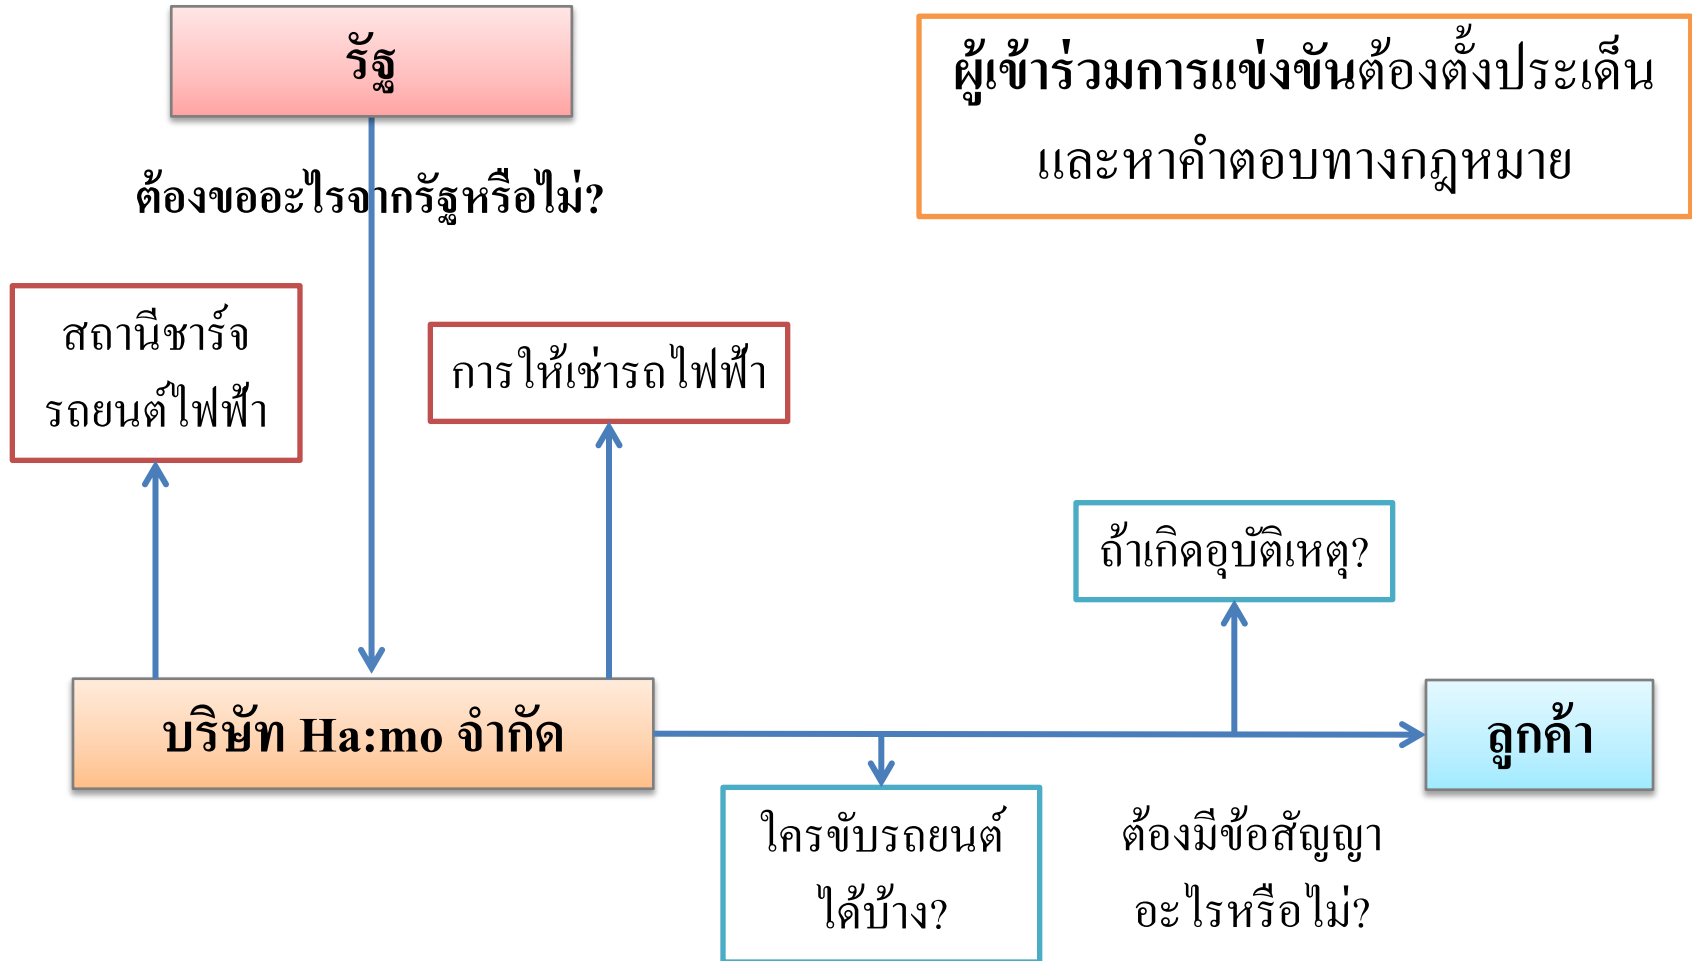 รัฐ
ผู้เข้าร่วมการแข่งขันต้องตั้งประเด็น
และหาคำตอบทางกฎหมาย
ต้องขออะไรจากรัฐหรือไม่?
สถานีชาร์จ
รถยนต์ไฟฟ้า
การให้เช่ารถไฟฟ้า
ถ้าเกิดอุบัติเหตุ?
บริษัท Ha:mo จำกัด
ลูกค้า
ใครขับรถยนต์
ได้บ้าง?
ต้องมีข้อสัญญา
อะไรหรือไม่?